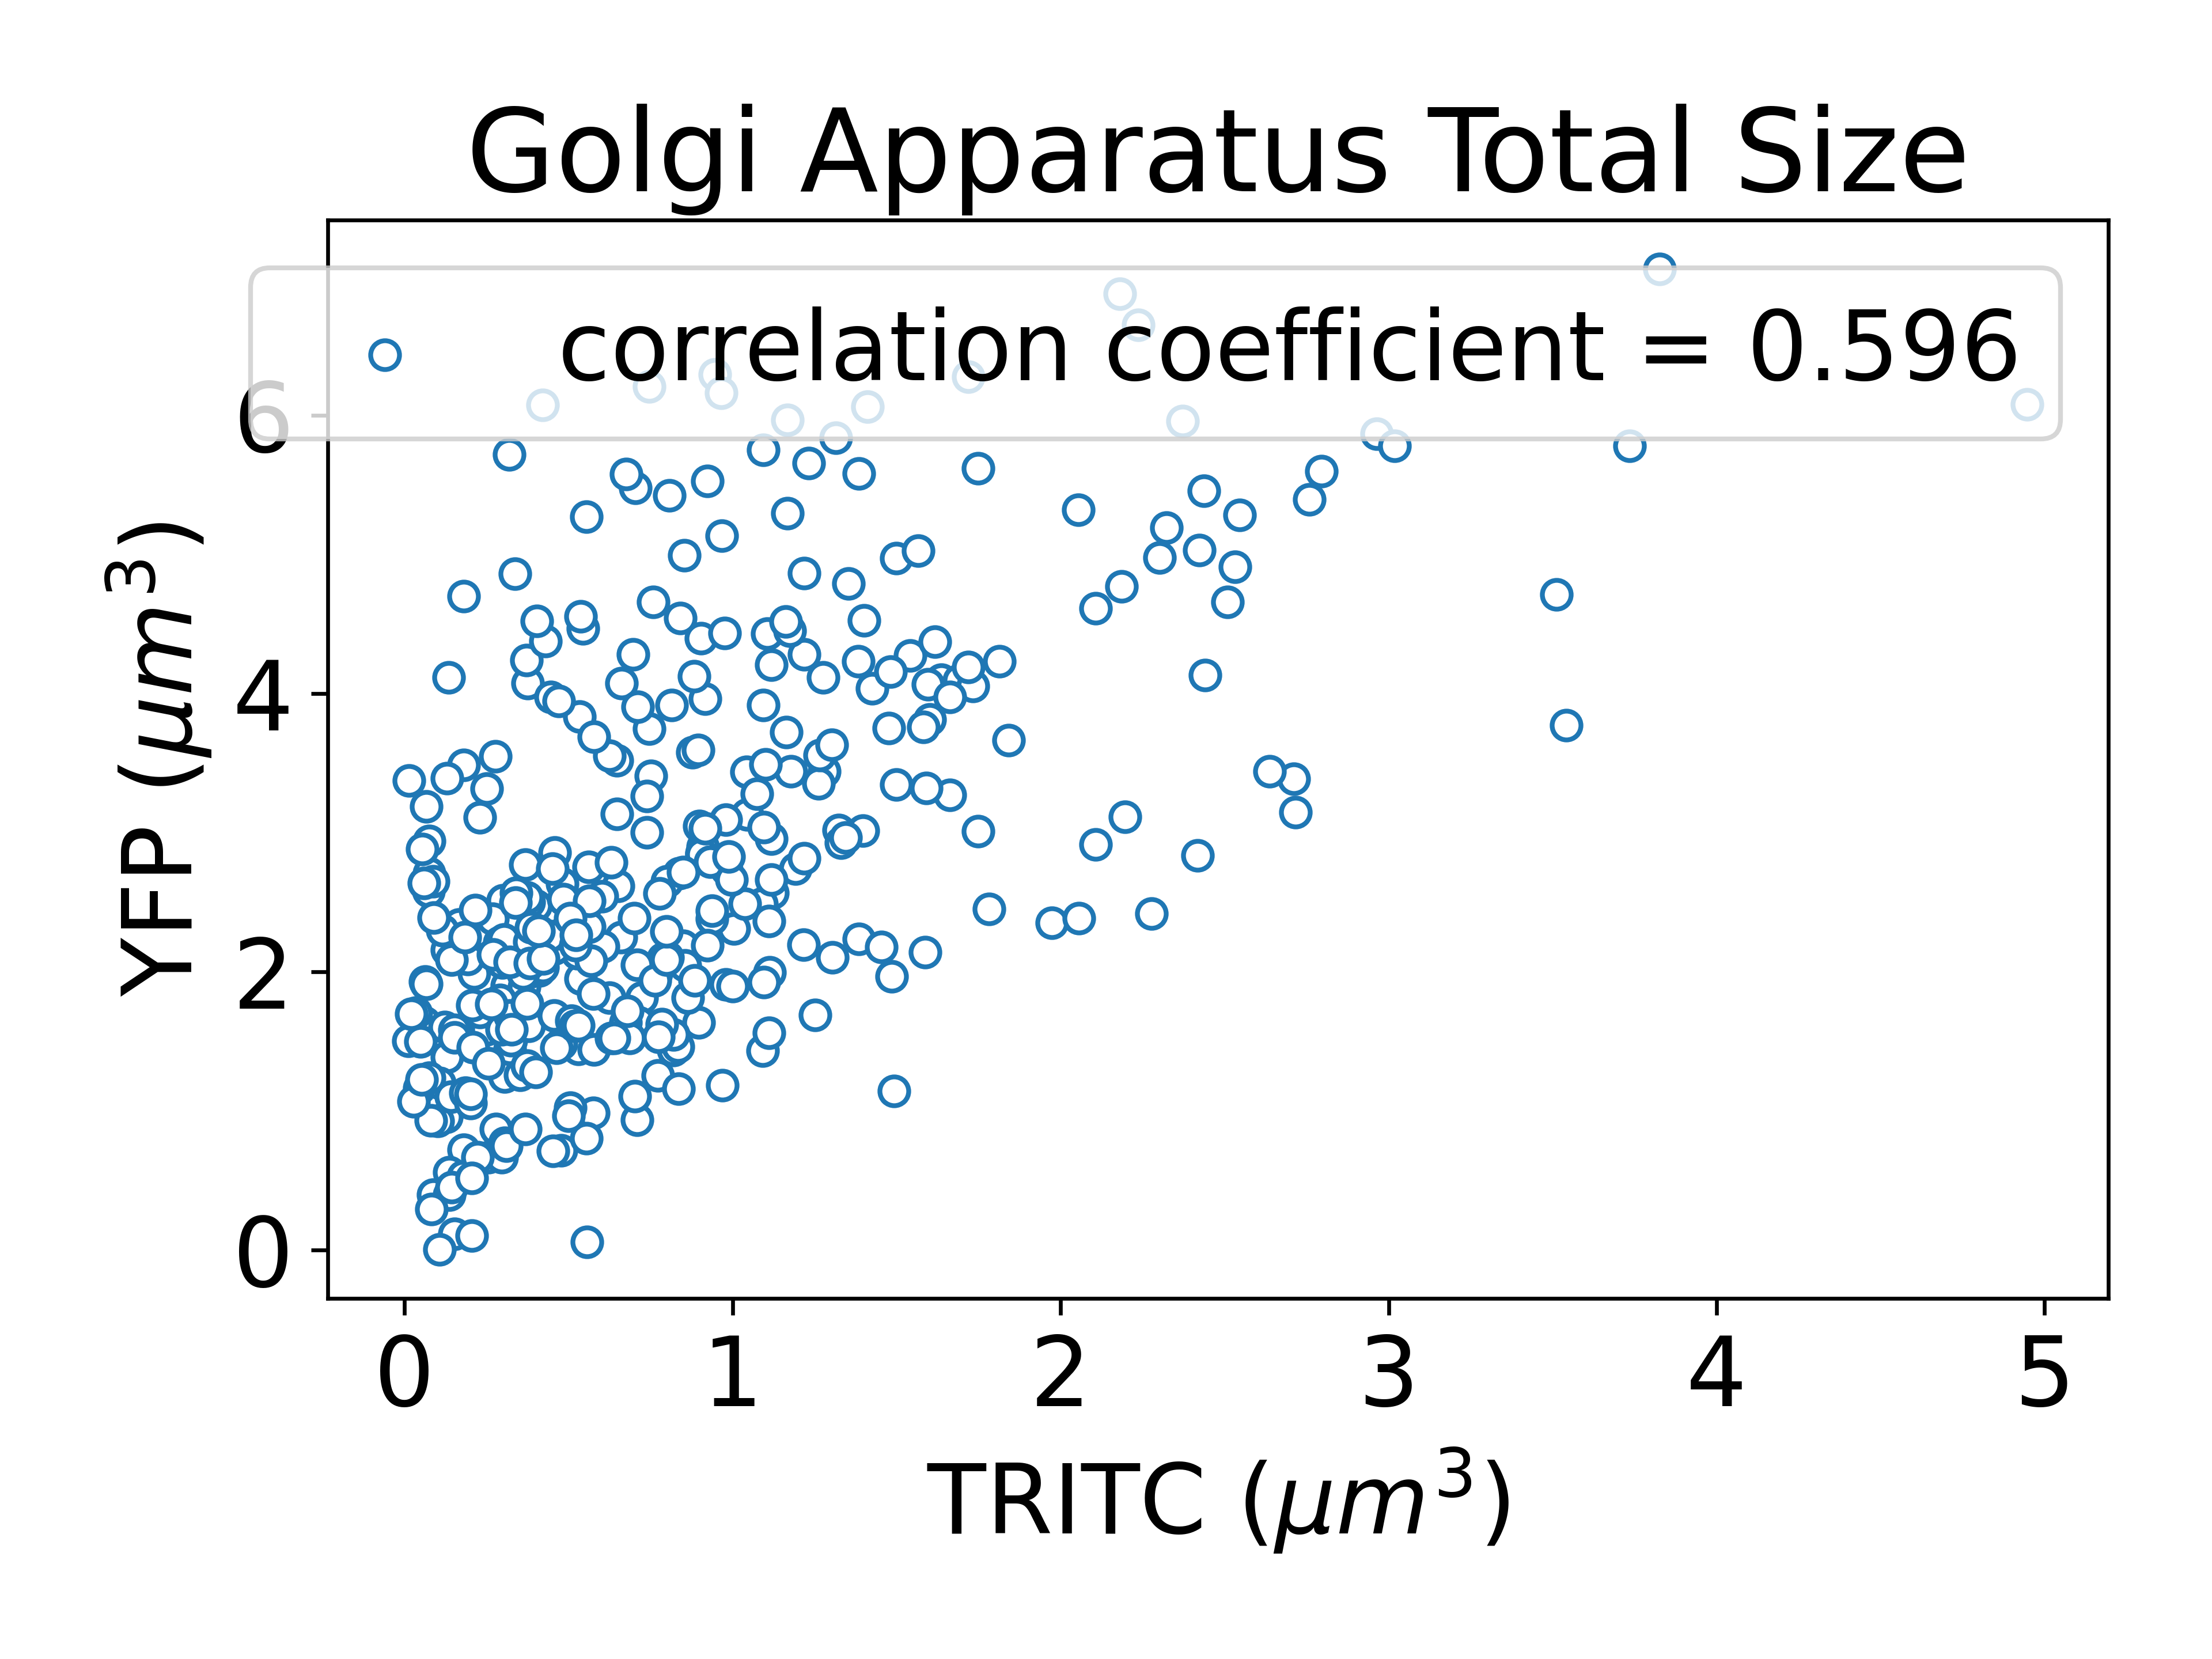 Golgi Apparatus Total Size
correlation coefficient = 0.596
YFP (μm³)
6
4
2
0
0 1 2 3 4 5
TRITC (μm³)